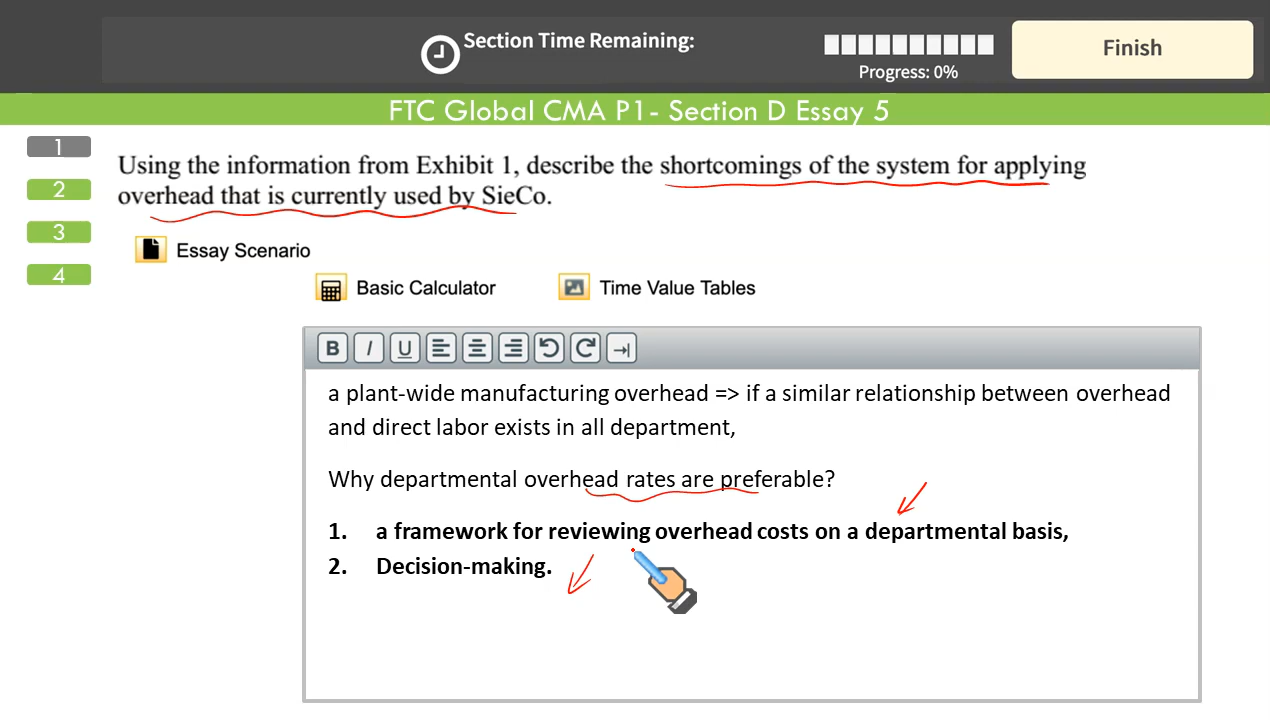 Section Time Remaining:
Progress: 0%
Finish
FTC Global CMA P1- Section D Essay 5
1
2
3
4
Using the information from Exhibit 1, describe the shortcomings of the system for applying
overhead that is currently used by SieCo.
Essay Scenario
Basic Calculator
Time Value Tables
B I U
a plant-wide manufacturing overhead => if a similar relationship between overhead
and direct labor exists in all department,
Why departmental overhead rates are preferable?
1. a framework for reviewing overhead costs on a departmental basis,
2. Decision-making.